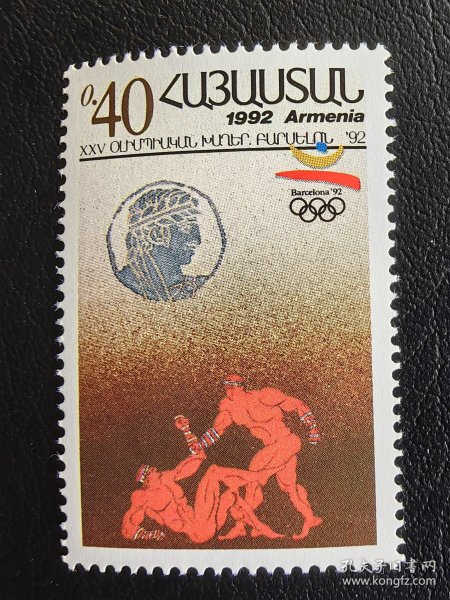 0.40 ՀԱՅԱՍՏԱՆ
1992 Armenia
XXV ՕԼԻՄՊԻԱԿԱՆ ԽԱՂԵՐ. ԲԱՐՍԵԼՈՆ '92
Barcelona'92
孔夫子旧书网
www.kongfz.com